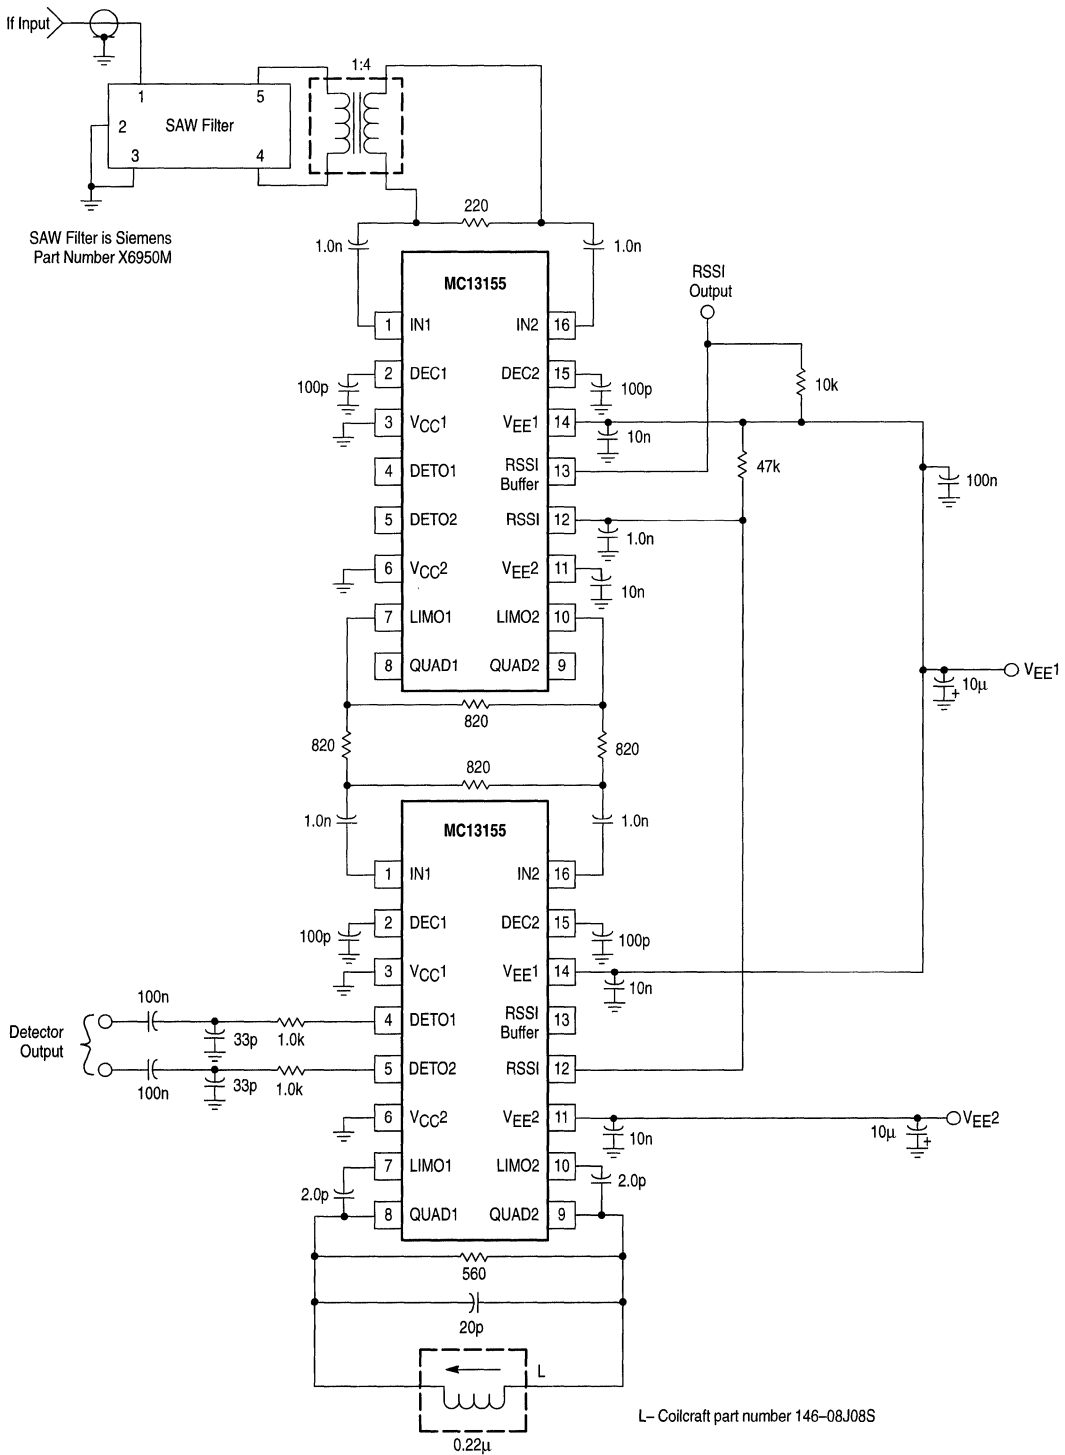 If Input
1:4
1
5
2
SAW Filter
3
4
SAW Filter is Siemens
Part Number X6950M
220
1.0n
1.0n
MC13155
RSSI
Output
1
IN1
IN2
16
10k
2
DEC1
DEC2
15
100p
100p
3
VCC1
VEE1
14
10n
4
DETO1
RSSI
Buffer
13
47k
100n
5
DETO2
RSSI
12
1.0n
6
VCC2
VEE2
11
10n
7
LIMO1
LIMO2
10
8
QUAD1
QUAD2
9
10µ
+
VEE1
820
820
820
820
1.0n
1.0n
MC13155
1
IN1
IN2
16
2
DEC1
DEC2
15
100p
100p
3
VCC1
VEE1
14
10n
Detector
Output
100n
33p
1.0k
4
DETO1
RSSI
Buffer
13
100n
33p
1.0k
5
DETO2
RSSI
12
6
VCC2
VEE2
11
10n
10µ
+
VEE2
7
LIMO1
LIMO2
10
2.0p
2.0p
8
QUAD1
QUAD2
9
560
20p
L
0.22µ
L– Coilcraft part number 146–08J08S